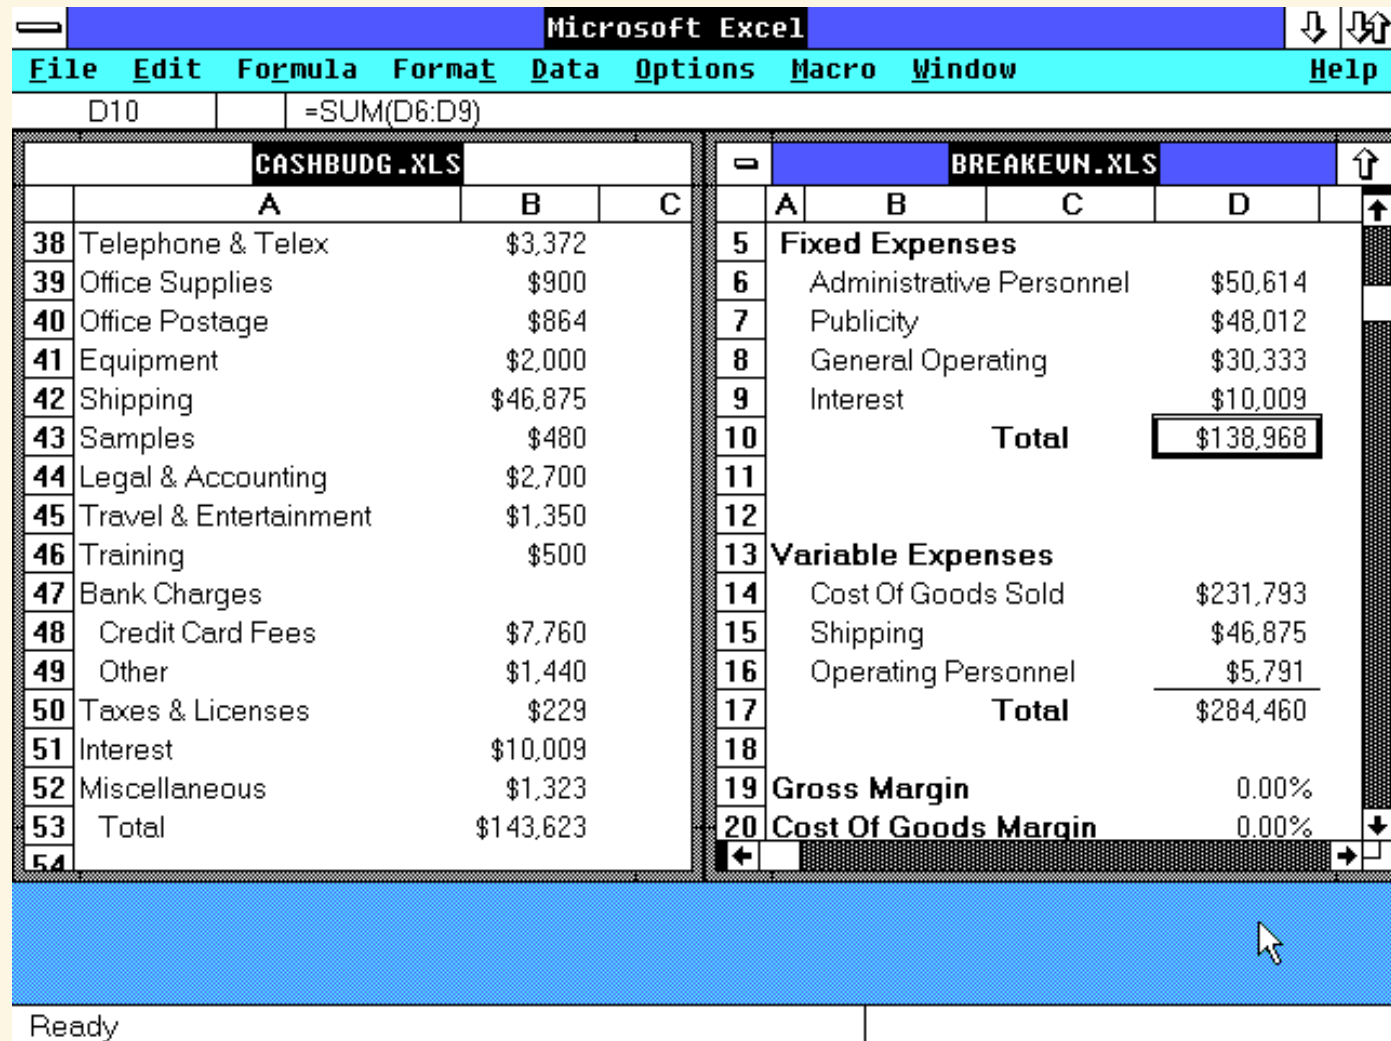 Microsoft Excel
File Edit Formula Format Data Options Macro Window Help
D10 =SUM(D6:D9)
CASHBUDG.XLS
A B C
38 Telephone & Telex $3,372
39 Office Supplies $900
40 Office Postage $864
41 Equipment $2,000
42 Shipping $46,875
43 Samples $480
44 Legal & Accounting $2,700
45 Travel & Entertainment $1,350
46 Training $500
47 Bank Charges
48 Credit Card Fees $7,760
49 Other $1,440
50 Taxes & Licenses $229
51 Interest $10,009
52 Miscellaneous $1,323
53 Total $143,623
54
BREAKEVN.XLS
A B C D
5 Fixed Expenses
6 Administrative Personnel $50,614
7 Publicity $48,012
8 General Operating $30,333
9 Interest $10,009
10 Total $138,968
11
12
13 Variable Expenses
14 Cost Of Goods Sold $231,793
15 Shipping $46,875
16 Operating Personnel $5,791
17 Total $284,460
18
19 Gross Margin 0.00%
20 Cost Of Goods Margin 0.00%
Ready